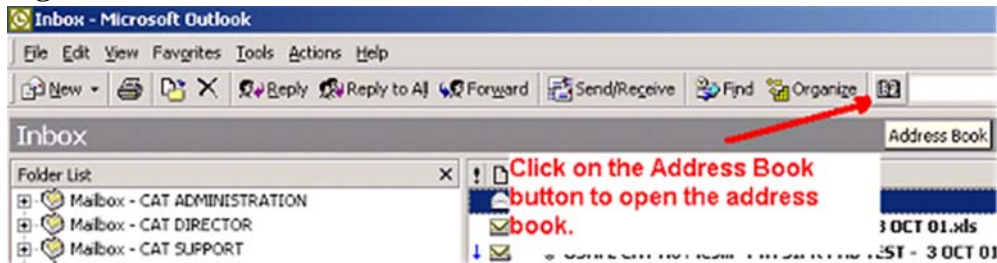 Inbox - Microsoft Outlook
File Edit View Favorites Tools Actions Help
New Reply Reply to All Forward Send/Receive Find Organize
Inbox
Address Book
Folder List
Click on the Address Book
button to open the address
book.
Mailbox - CAT ADMINISTRATION
Mailbox - CAT DIRECTOR
3 OCT 01.xls
Mailbox - CAT SUPPORT
TEST - 3 OCT 01